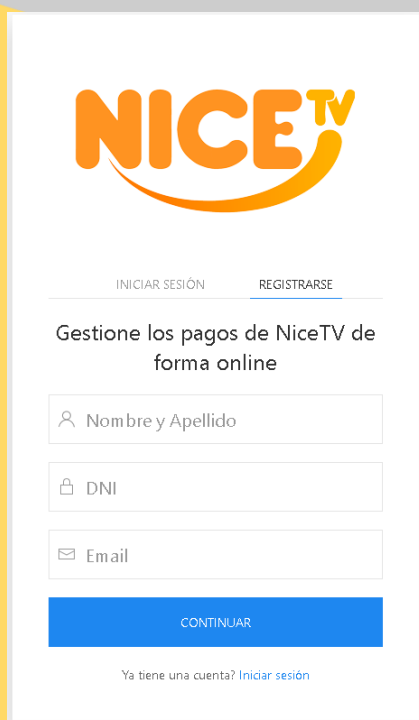 NICETV
INICIAR SESIÓN REGISTRARSE
Gestione los pagos de NiceTV de
forma online
Nombre y Apellido
DNI
Email
CONTINUAR
Ya tiene una cuenta? Iniciar sesión